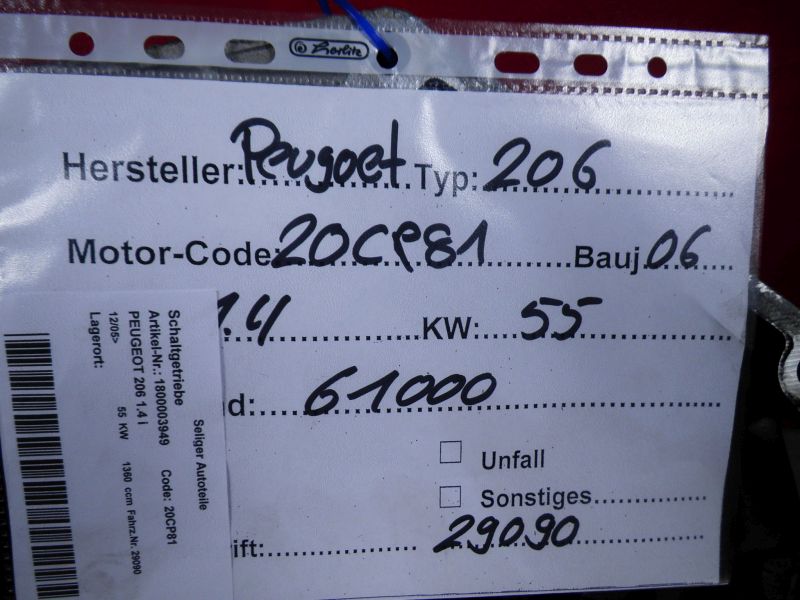 Herlitz
Hersteller: Peugoet Typ: 206
Motor-Code: 20CP81 Bauj 06
1.4 KW: 55
d: 61000
Unfall
Sonstiges
ift: 29090
Seliger Autoteile
Schaltgetriebe
Artikel-Nr.: 1800003949 Code: 20CP81
PEUGEOT 206 1.4 i
12/05> 55 KW 1360 ccm Fahrz.Nr. 29090
Lagerort: